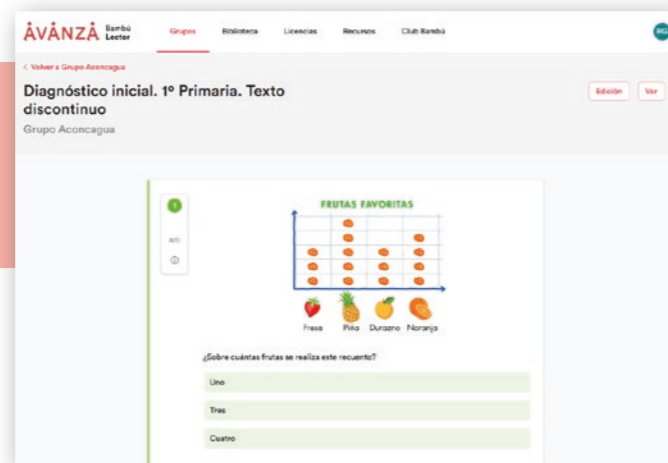 ÁVÁNZÁ Bambú Lector
Grupos Biblioteca Licencias Recursos Club Bambú RG
< Volver a Grupo Aconcagua
Diagnóstico inicial. 1º Primaria. Texto
discontinuo
Edición Ver
Grupo Aconcagua
1
FRUTAS FAVORITAS
Fresa Piña Durazno Naranja
¿Sobre cuántas frutas se realiza este recuento?
Uno
Tres
Cuatro